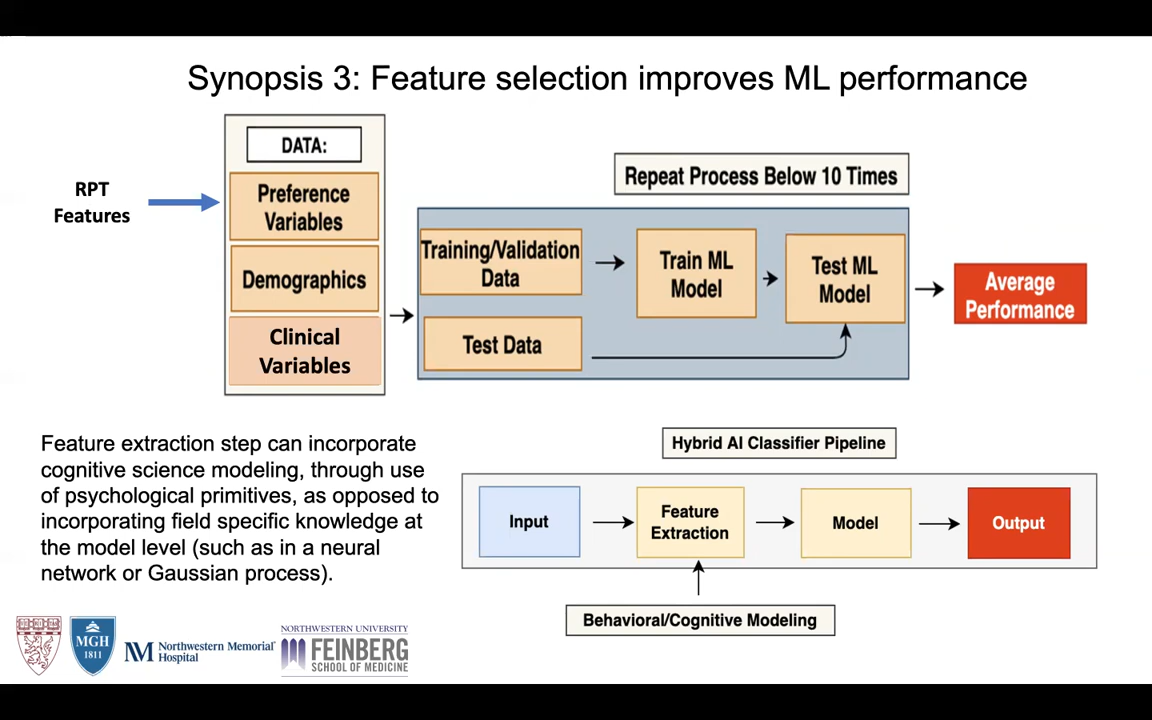 Synopsis 3: Feature selection improves ML performance
RPT
Features
DATA:
Preference
Variables
Demographics
Clinical
Variables
Repeat Process Below 10 Times
Training/Validation
Data
Train ML
Model
Test ML
Model
Test Data
Average
Performance
Feature extraction step can incorporate
cognitive science modeling, through use
of psychological primitives, as opposed to
incorporating field specific knowledge at
the model level (such as in a neural
network or Gaussian process).
Hybrid AI Classifier Pipeline
Input
Feature
Extraction
Model
Output
Behavioral/Cognitive Modeling
MGH
1811
NM
Northwestern Memorial
Hospital
NORTHWESTERN UNIVERSITY
FEINBERG
SCHOOL OF MEDICINE